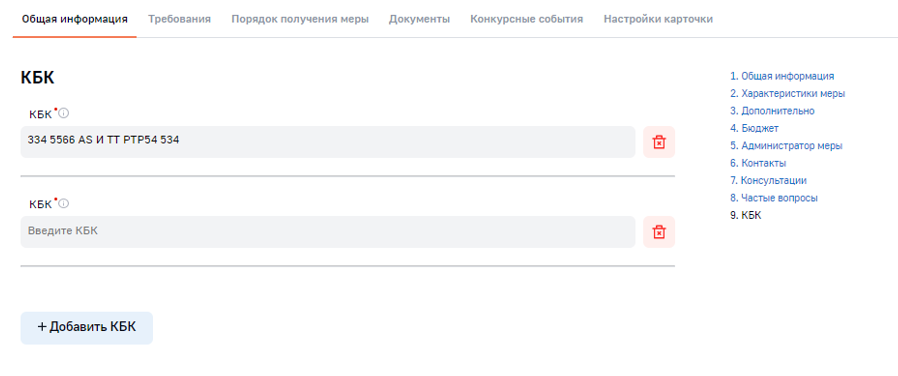 Общая информация Требования Порядок получения меры Документы Конкурсные события Настройки карточки
КБК
КБК*
334 5566 AS И ТТ РТР54 534
КБК*
Введите КБК
+ Добавить КБК
1. Общая информация
2. Характеристики меры
3. Дополнительно
4. Бюджет
5. Администратор меры
6. Контакты
7. Консультации
8. Частые вопросы
9. КБК